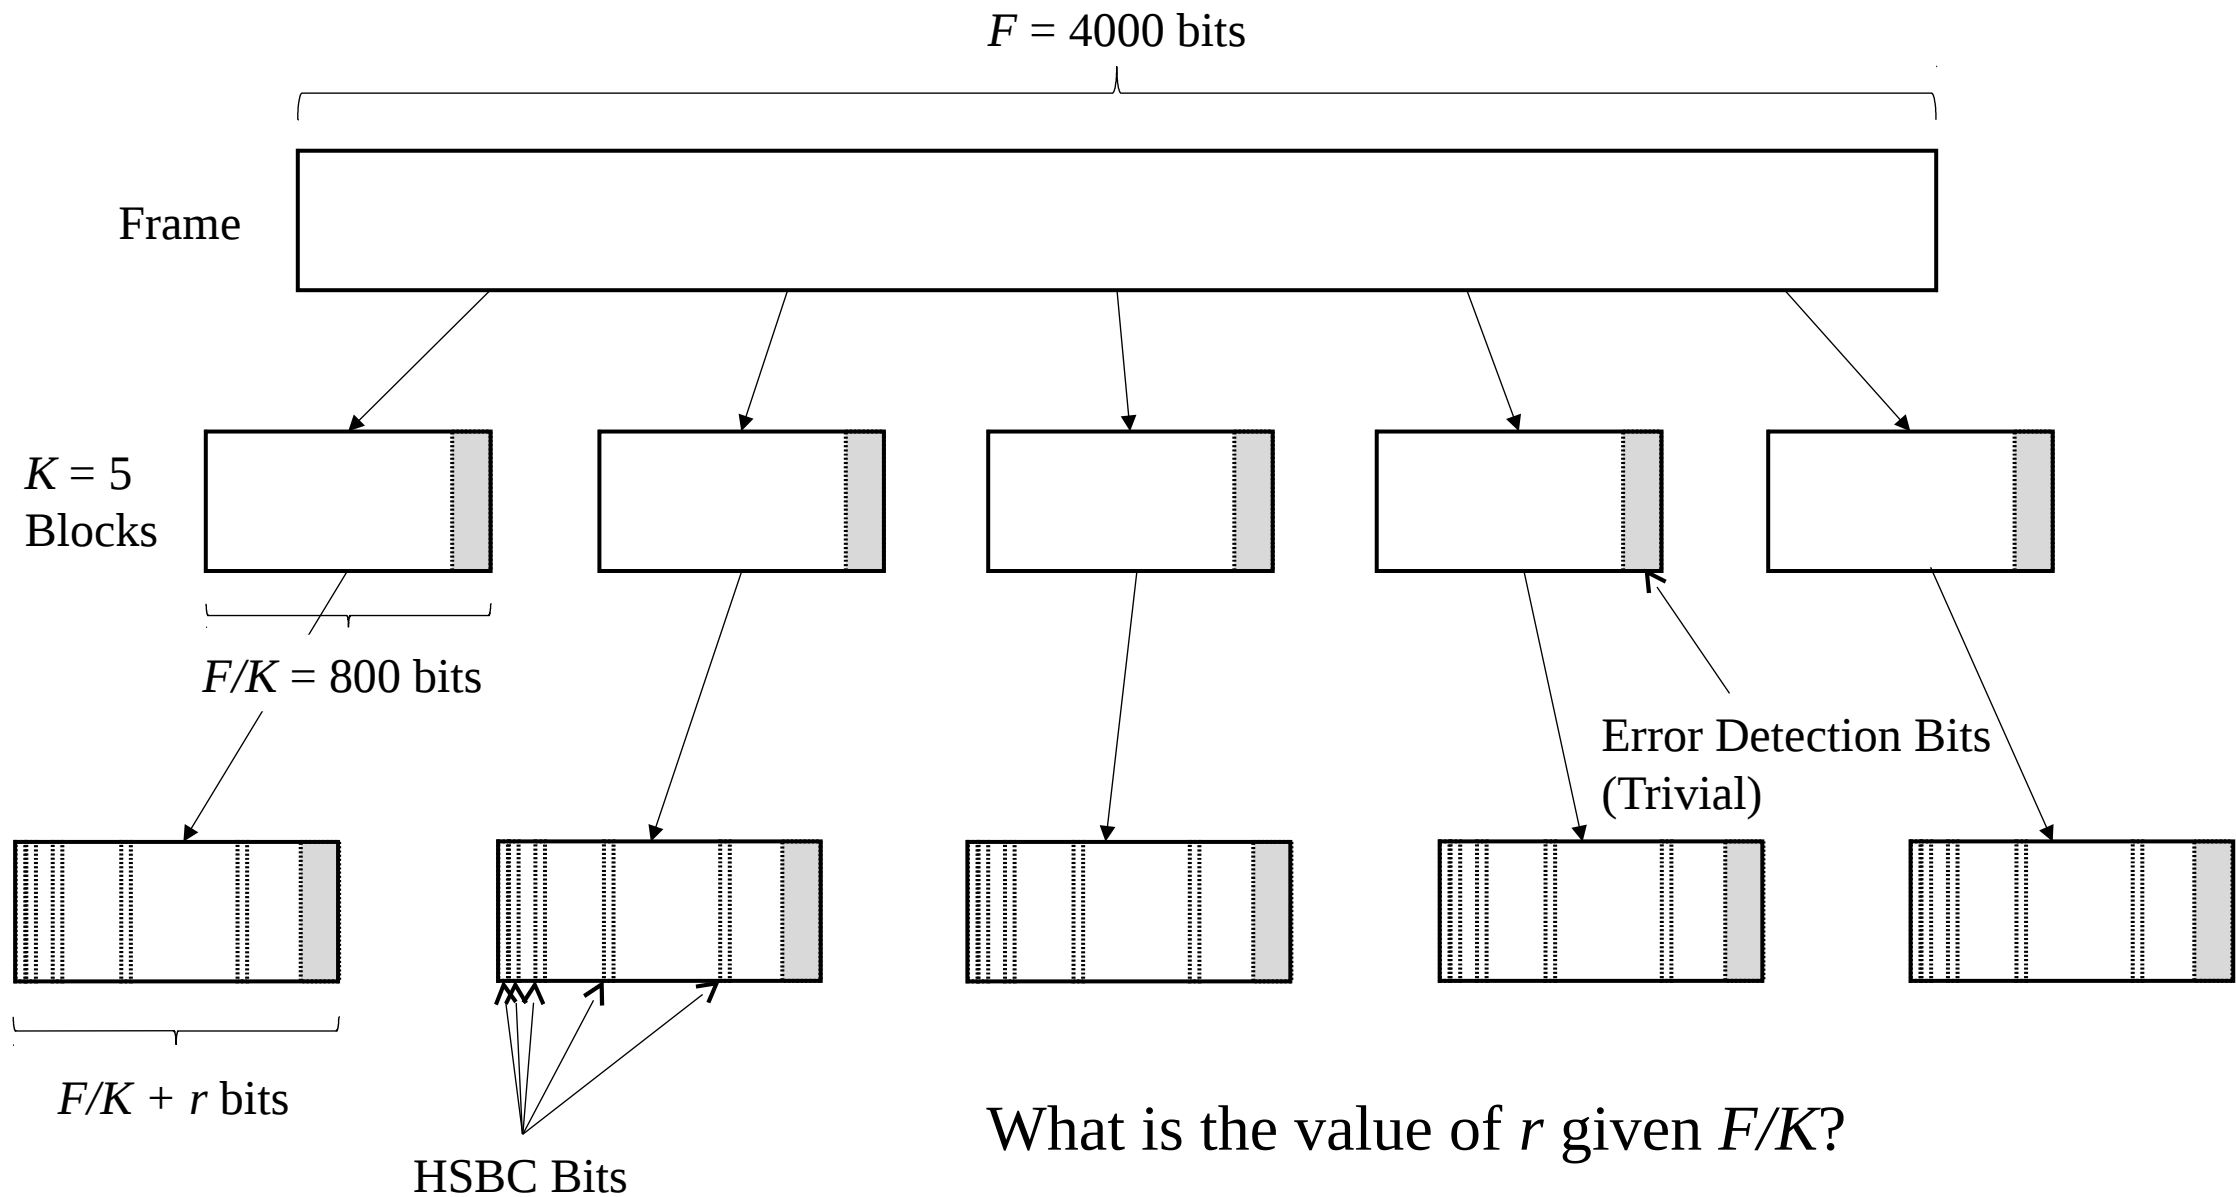 F = 4000 bits
Frame
K = 5
Blocks
F/K = 800 bits
Error Detection Bits
(Trivial)
F/K + r bits
HSBC Bits
What is the value of r given F/K?